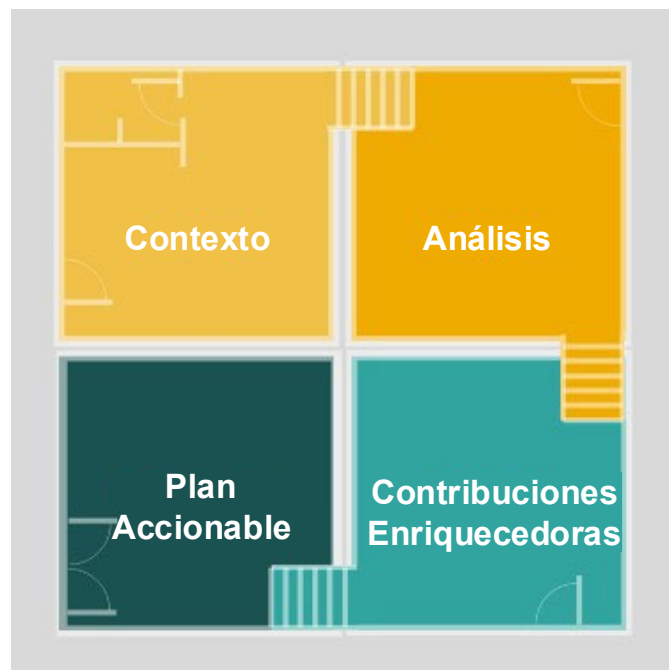 Contexto
Análisis
Plan
Accionable
Contribuciones
Enriquecedoras